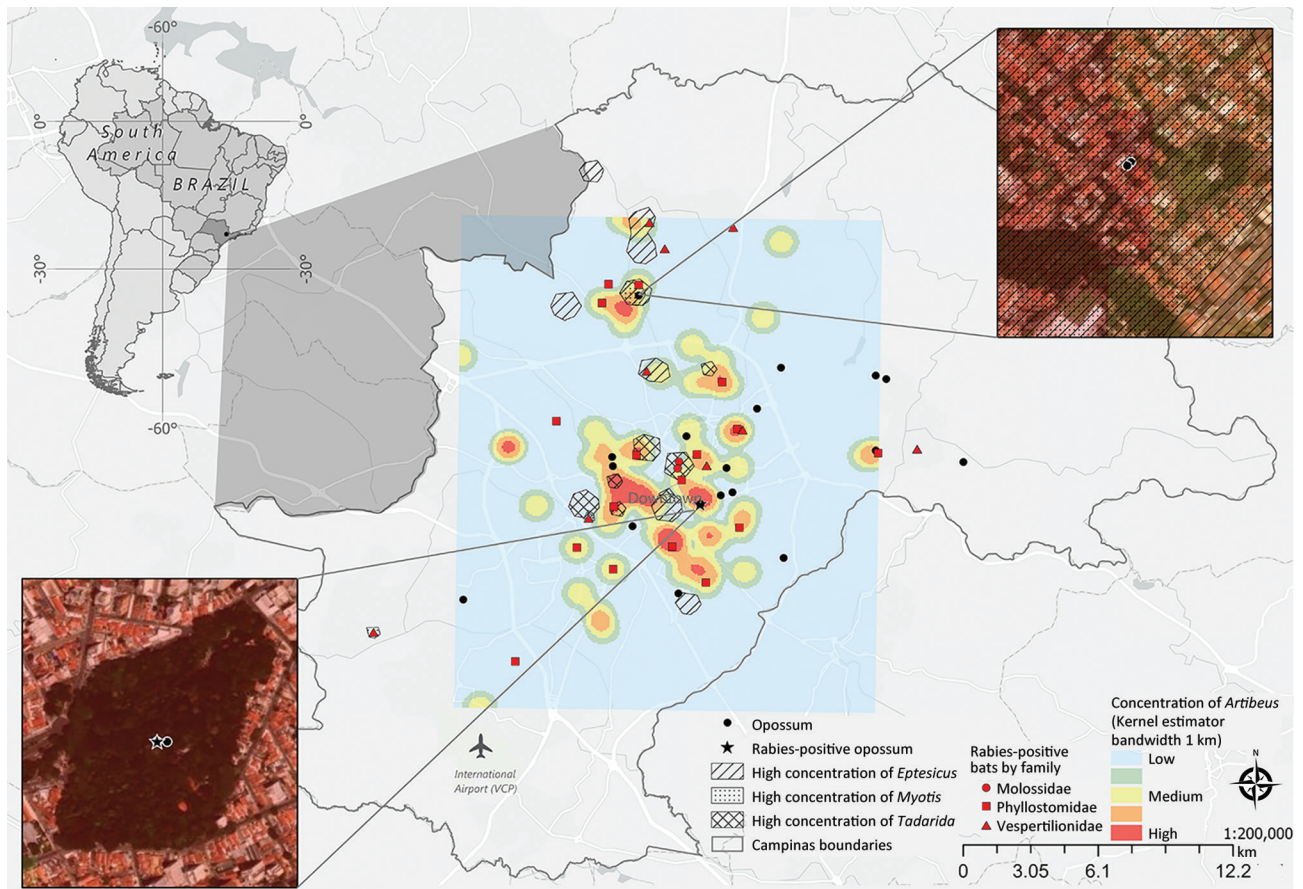 -60°
0°
0°
South
America
BRAZIL
-30°
-30°
-60°
Downtown
International
Airport (VCP)
Opossum
Rabies-positive opossum
High concentration of Eptesicus
High concentration of Myotis
High concentration of Tadarida
Campinas boundaries
Rabies-positive
bats by family
Molossidae
Phyllostomidae
Vespertilionidae
Concentration of Artibeus
(Kernel estimator
bandwidth 1 km)
Low
Medium
High
N
1:200,000
km
0 3.05 6.1 12.2